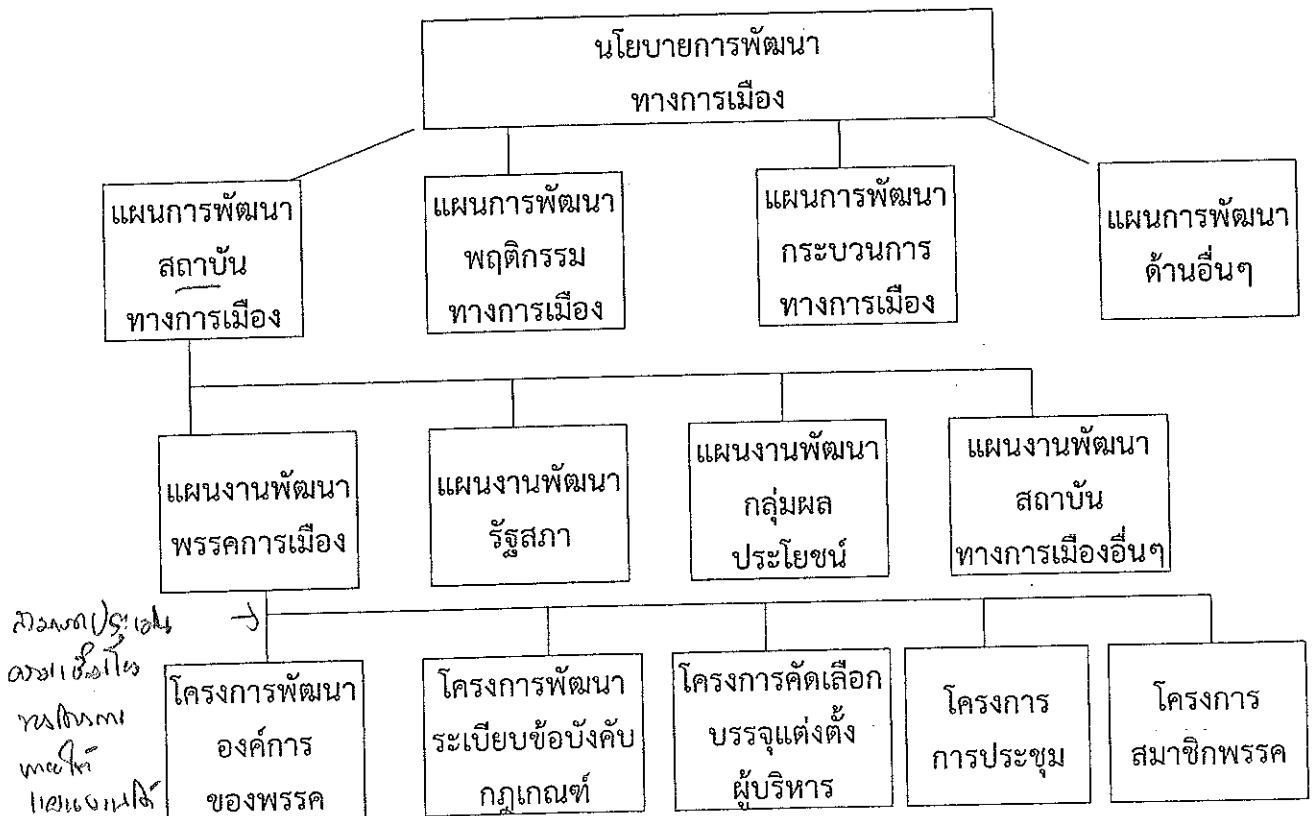 นโยบายการพัฒนา
ทางการเมือง
แผนการพัฒนา
สถาบัน
ทางการเมือง
แผนการพัฒนา
พฤติกรรม
ทางการเมือง
แผนการพัฒนา
กระบวนการ
ทางการเมือง
แผนการพัฒนา
ด้านอื่นๆ
แผนงานพัฒนา
พรรคการเมือง
แผนงานพัฒนา
รัฐสภา
แผนงานพัฒนา
กลุ่มผล
ประโยชน์
แผนงานพัฒนา
สถาบัน
ทางการเมืองอื่นๆ
โครงการพัฒนา
องค์การ
ของพรรค
โครงการพัฒนา
ระเบียบข้อบังคับ
กฎเกณฑ์
โครงการคัดเลือก
บรรจุแต่งตั้ง
ผู้บริหาร
โครงการ
การประชุม
โครงการ
สมาชิกพรรค